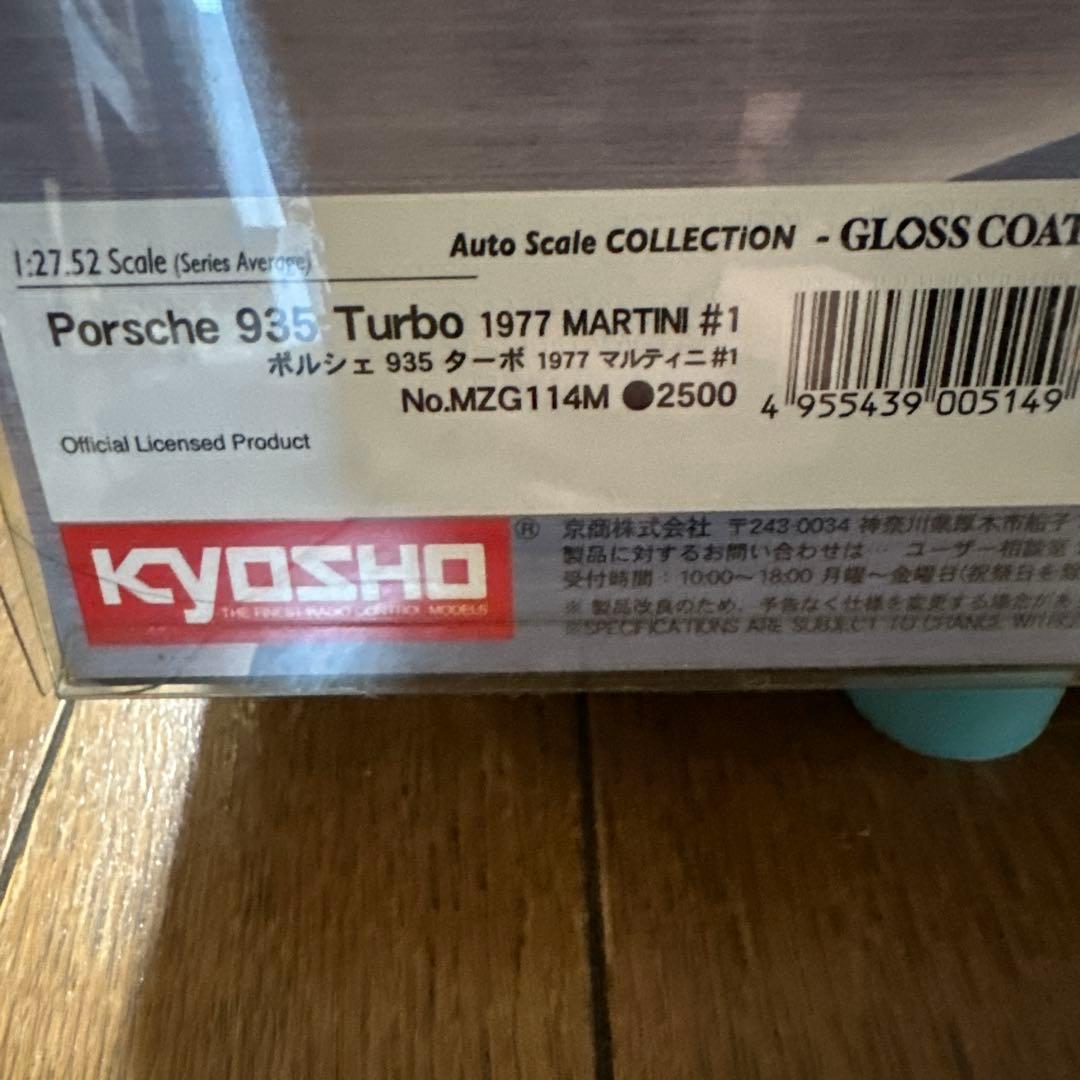 Auto Scale COLLECTiON - GLOSS COAT
1:27.52 Scale (Series Average)
Porsche 935 Turbo 1977 MARTINI #1
ポルシェ 935 ターボ 1977 マルティニ #1
No.MZG114M ●2500
4 955439 005149
Official Licensed Product
KYOSHO ®
THE FINEST RADIO CONTROL MODELS
京商株式会社 〒243-0034 神奈川県厚木市船子
製品に対するお問い合わせは… ユーザー相談室
受付時間：10:00～18:00 月曜～金曜日(祝祭日を除
※ 製品改良のため、予告なく仕様を変更する場合が
※SPECIFICATIONS ARE SUBJECT TO CHANGE